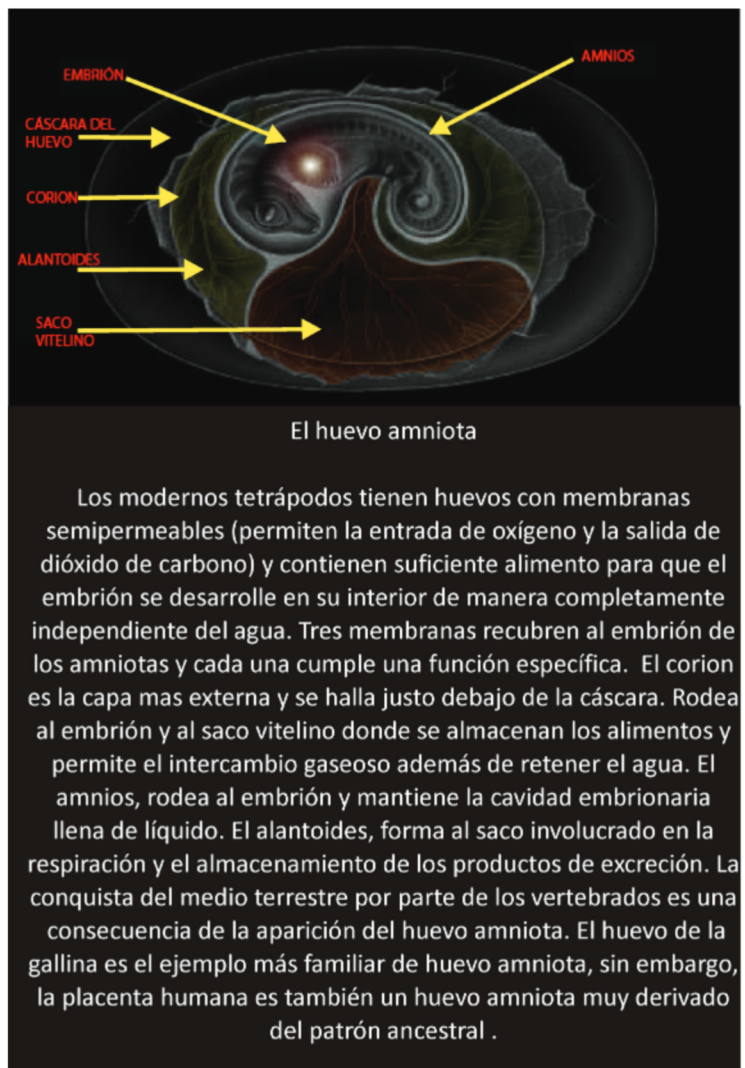 AMNIOS
EMBRIÓN
CÁSCARA DEL
HUEVO
CORION
ALANTOIDES
SACO
VITELINO
El huevo amniota
Los modernos tetrápodos tienen huevos con membranas
semipermeables (permiten la entrada de oxígeno y la salida de
dióxido de carbono) y contienen suficiente alimento para que el
embrión se desarrolle en su interior de manera completamente
independiente del agua. Tres membranas recubren al embrión de
los amniotas y cada una cumple una función específica.  El corion
es la capa mas externa y se halla justo debajo de la cáscara. Rodea
al embrión y al saco vitelino donde se almacenan los alimentos y
permite el intercambio gaseoso además de retener el agua. El
amnios, rodea al embrión y mantiene la cavidad embrionaria
llena de líquido. El alantoides, forma al saco involucrado en la
respiración y el almacenamiento de los productos de excreción. La
conquista del medio terrestre por parte de los vertebrados es una
consecuencia de la aparición del huevo amniota. El huevo de la
gallina es el ejemplo más familiar de huevo amniota, sin embargo,
la placenta humana es también un huevo amniota muy derivado
del patrón ancestral .